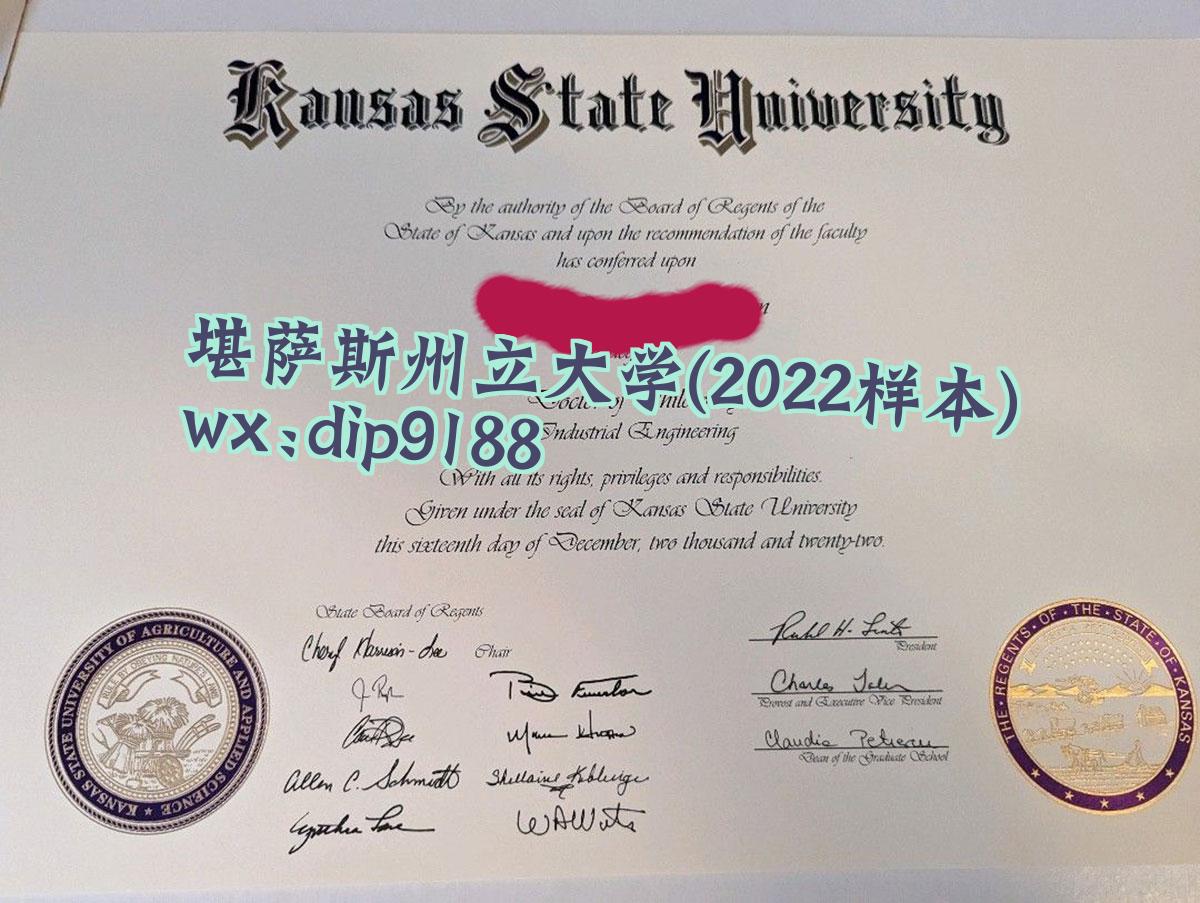 Kansas State University
By the authority of the Board of Regents of the
State of Kansas and upon the recommendation of the faculty
has conferred upon
堪萨斯州立大学(2022样本)
wx:dip9188
Industrial Engineering
With all its rights, privileges and responsibilities.
Given under the seal of Kansas State University
this sixteenth day of December, two thousand and twenty-two.
State Board of Regents
Chair
Allen C. Schmidt
President
Charles
Provost and Executive Vice President
Claudia
Dean of the Graduate School
KANSAS STATE UNIVERSITY OF AGRICULTURE AND APPLIED SCIENCE
RULE BY OBEYING NATURE'S LAWS
THE · REGENTS · OF · THE · STATE · OF · KANSAS